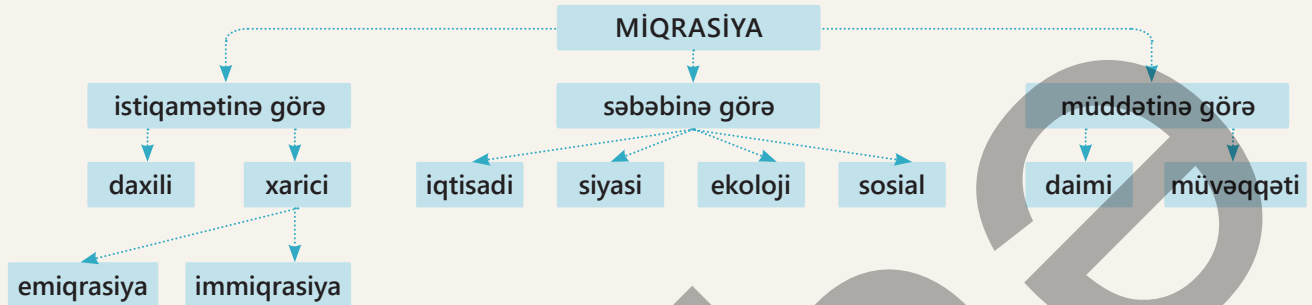 MİQRASİYA
istiqamətinə görə
səbəbinə görə
müddətinə görə
daxili
xarici
iqtisadi
siyasi
ekoloji
sosial
daimi
müvəqqəti
emiqrasiya
immiqrasiya